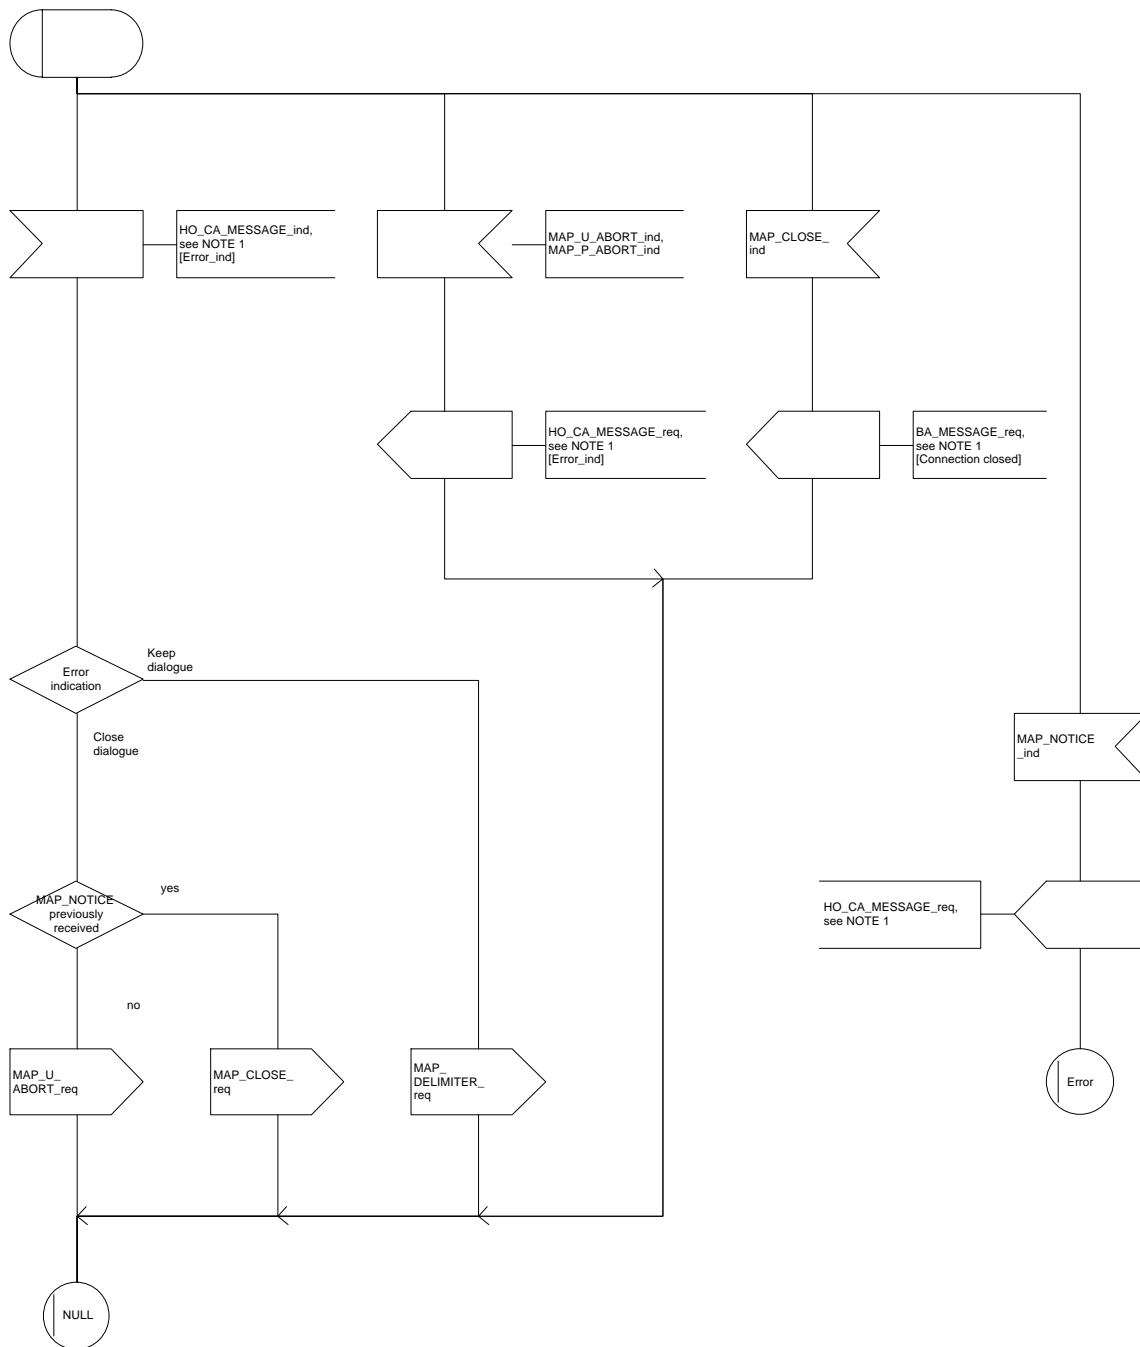 HO_CA_MESSAGE_ind,
see NOTE 1
[Error_ind]
MAP_U_ABORT_ind,
MAP_P_ABORT_ind
MAP_CLOSE_
ind
HO_CA_MESSAGE_req,
see NOTE 1
[Error_ind]
BA_MESSAGE_req,
see NOTE 1
[Connection closed]
Error
indication
Keep
dialogue
Close
dialogue
MAP_NOTICE
_ind
MAP_NOTICE
previously
received
yes
no
HO_CA_MESSAGE_req,
see NOTE 1
MAP_U_
ABORT_req
MAP_CLOSE_
req
MAP_
DELIMITER_
req
Error
NULL